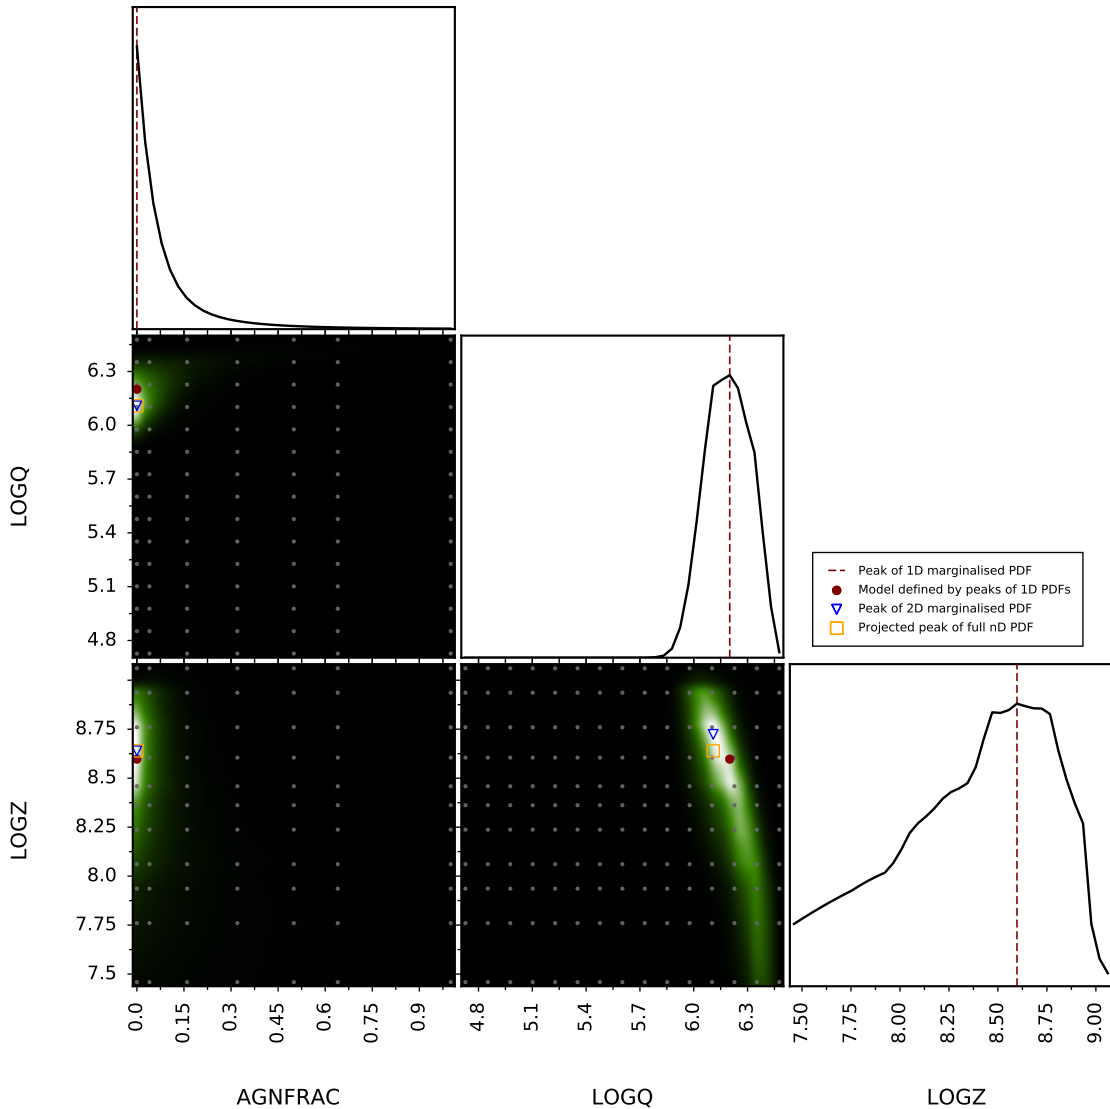 6.3
6.0
5.7
5.4
5.1
4.8
LOGQ
Peak of 1D marginalised PDF
Model defined by peaks of 1D PDFs
Peak of 2D marginalised PDF
Projected peak of full nD PDF
8.75
8.5
8.25
8.0
7.75
7.5
LOGZ
0.0 0.15 0.3 0.45 0.6 0.75 0.9
4.8 5.1 5.4 5.7 6.0 6.3
7.50 7.75 8.00 8.25 8.50 8.75 9.00
AGNFRAC LOGQ LOGZ